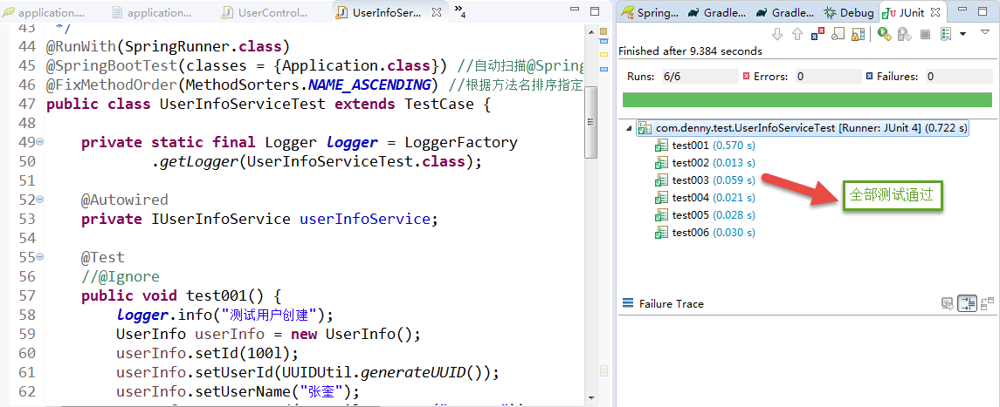 application....
application....
UserControl...
UserInfoSer...
»4
43 */
44 @RunWith(SpringRunner.class)
45 @SpringBootTest(classes = {Application.class}) //自动扫描@Spring
46 @FixMethodOrder(MethodSorters.NAME_ASCENDING) //根据方法名排序指定
47 public class UserInfoServiceTest extends TestCase {
48
49 private static final Logger logger = LoggerFactory
50 .getLogger(UserInfoServiceTest.class);
51
52 @Autowired
53 private IUserInfoService userInfoService;
54
55 @Test
56 //@Ignore
57 public void test001() {
58 logger.info("测试用户创建");
59 UserInfo userInfo = new UserInfo();
60 userInfo.setId(100l);
61 userInfo.setUserId(UUIDUtil.generateUUID());
62 userInfo.setUserName("张奎");
Spring...
Gradle...
Gradle...
Debug
JUnit
Finished after 9.384 seconds
Runs: 6/6 Errors: 0 Failures: 0
com.denny.test.UserInfoServiceTest [Runner: JUnit 4] (0.722 s)
test001 (0.570 s)
test002 (0.013 s)
test003 (0.059 s)
test004 (0.021 s)
test005 (0.028 s)
test006 (0.030 s)
全部测试通过
Failure Trace